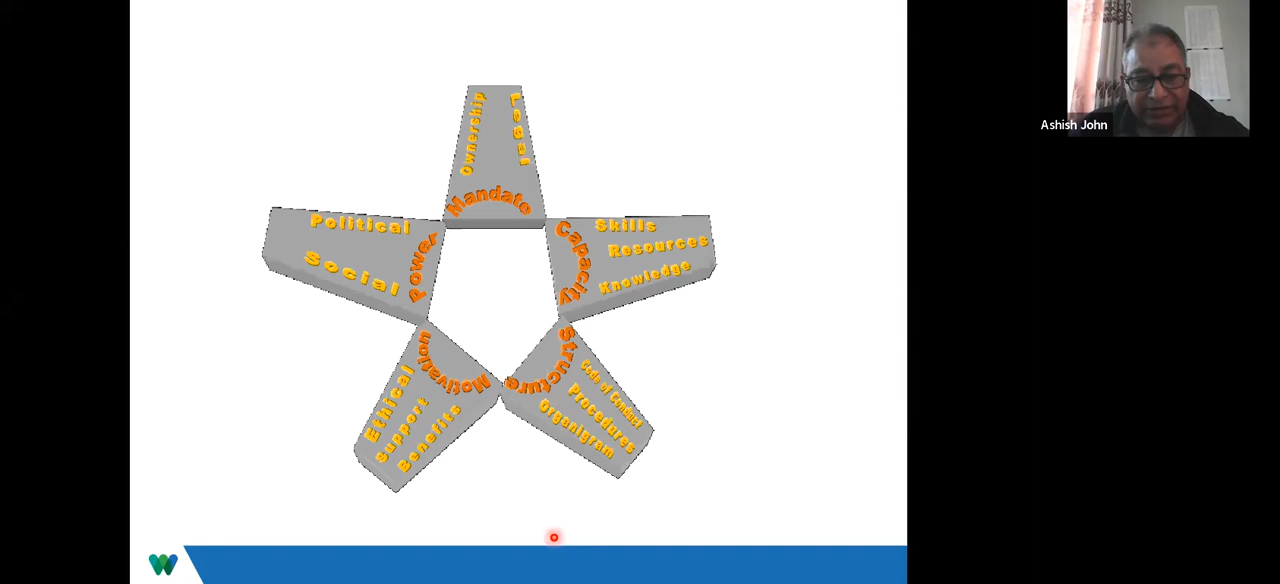 Ownership
Legal
Mandate
Political
Social
Power
Capacity
Skills
Resources
Knowledge
Motivation
Ethical
Support
Benefits
Structure
Code of Conduct
Procedures
Organigram
Ashish John